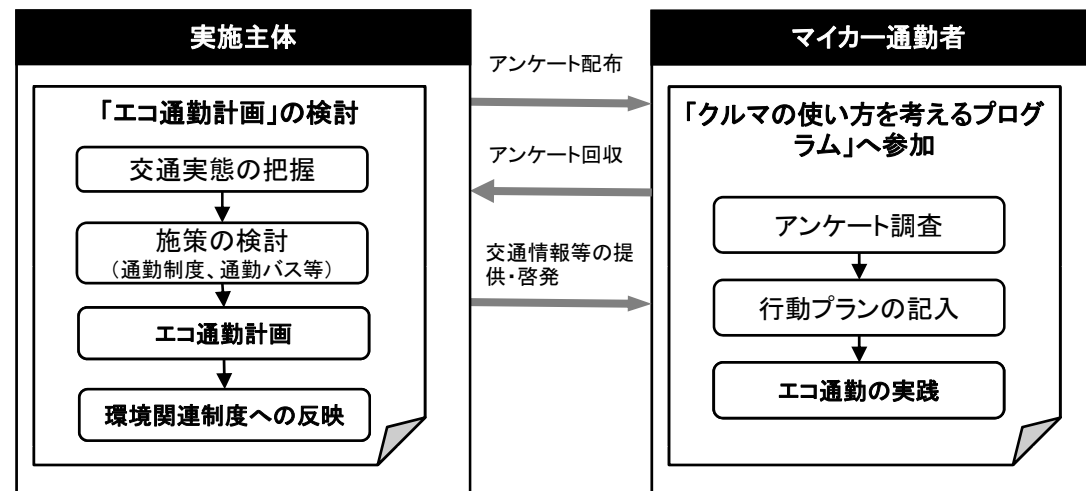 実施主体
「エコ通勤計画」の検討
交通実態の把握
施策の検討
（通勤制度、通勤バス等）
エコ通勤計画
環境関連制度への反映
アンケート配布
アンケート回収
交通情報等の提
供・啓発
マイカー通勤者
「クルマの使い方を考えるプログ
ラム」へ参加
アンケート調査
行動プランの記入
エコ通勤の実践